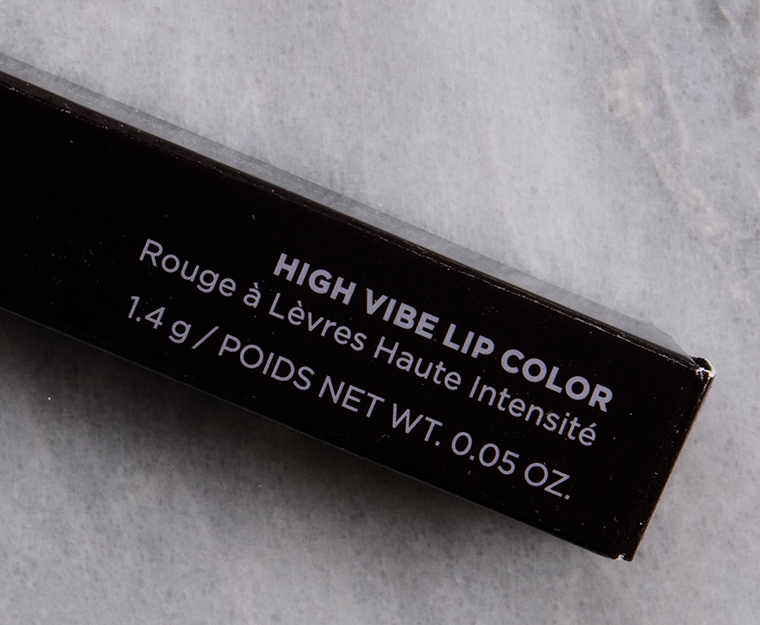 HIGH VIBE LIP COLOR
Rouge à Lèvres Haute Intensité
1.4 g / POIDS NET WT. 0.05 OZ.